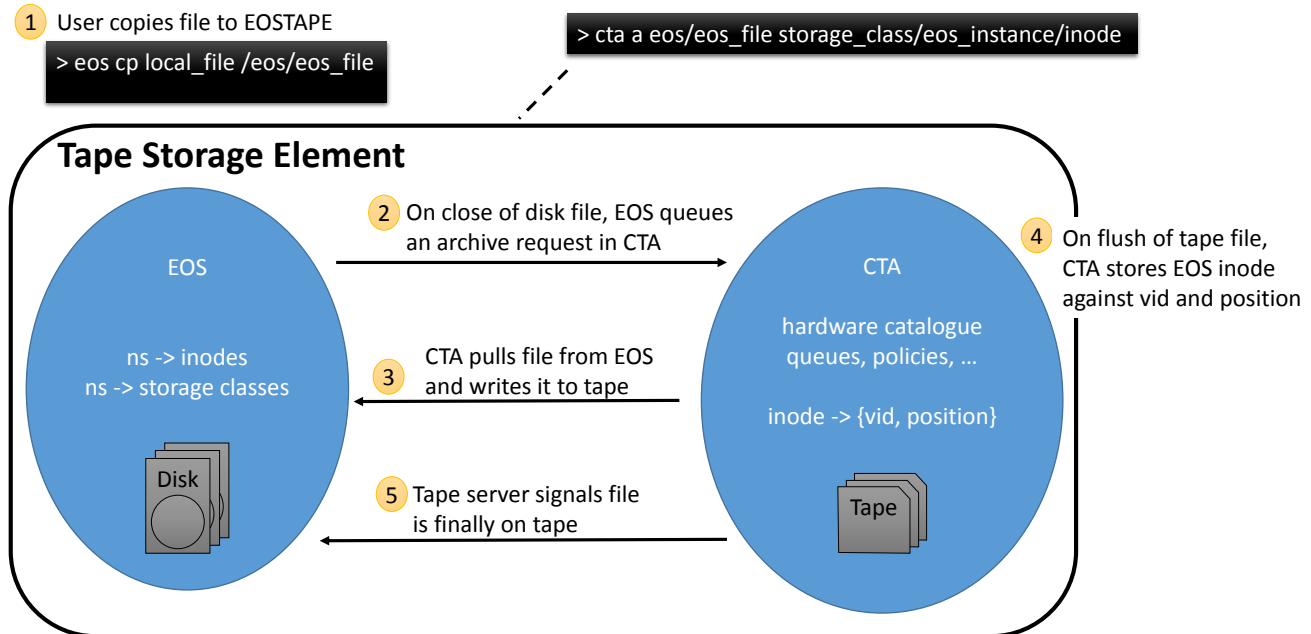 1 User copies file to EOSTAPE
> eos cp local_file /eos/eos_file
> cta a eos/eos_file storage_class/eos_instance/inode
Tape Storage Element
EOS
ns -> inodes
ns -> storage classes
Disk
2 On close of disk file, EOS queues
an archive request in CTA
3 CTA pulls file from EOS
and writes it to tape
5 Tape server signals file
is finally on tape
CTA
hardware catalogue
queues, policies, …
inode -> {vid, position}
Tape
4 On flush of tape file,
CTA stores EOS inode
against vid and position